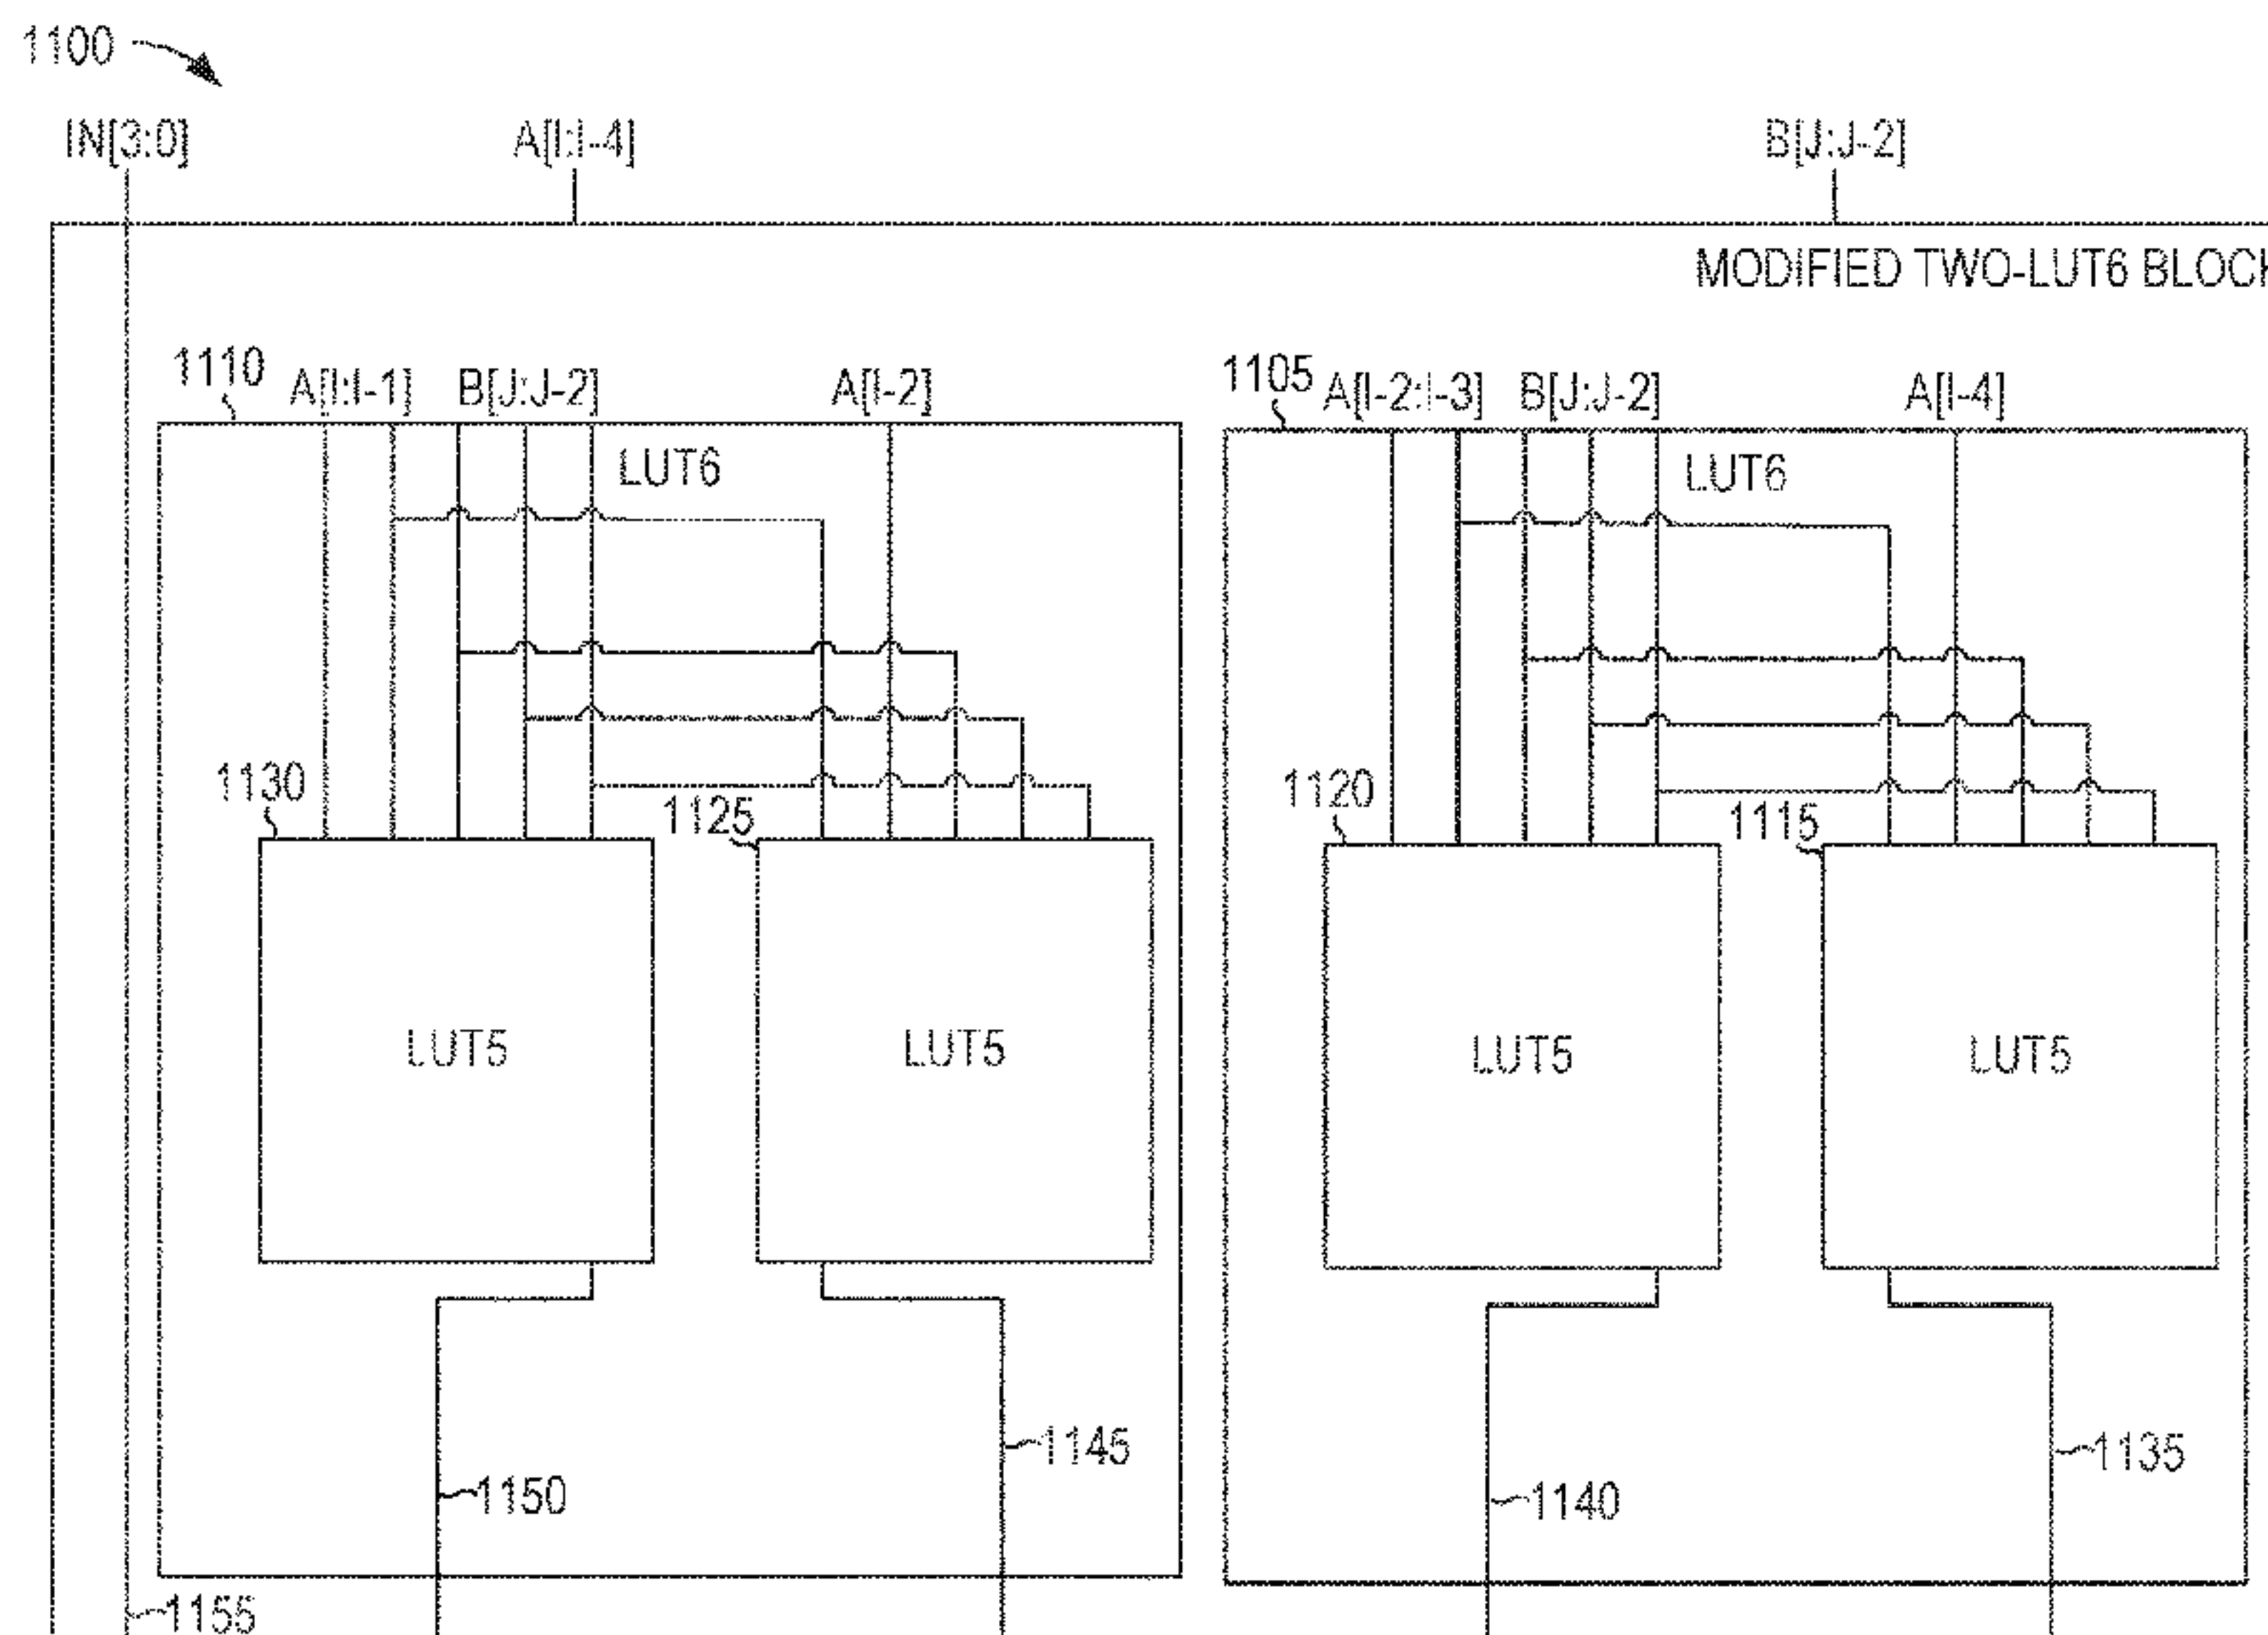 1100
IN[3:0] A[I:I-4] B[J:J-2]
MODIFIED TWO-LUT6 BLOCK
1110 A[I:I-1] B[J:J-2] A[I-2] 1105 A[I-2:I-3] B[J:J-2] A[I-4]
LUT6 LUT6
1130 1125 1120 1115
LUT5 LUT5 LUT5 LUT5
1145 1135
1150 1140
1155